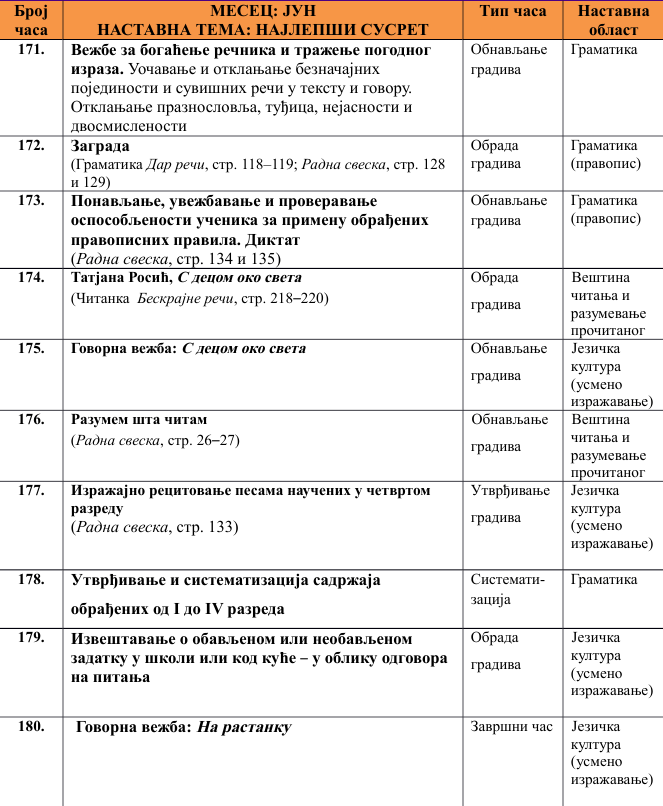 Број часа
МЕСЕЦ: ЈУН
НАСТАВНА ТЕМА: НАЈЛЕПШИ СУСРЕТ
Тип часа
Наставна област
171.
Вежбе за богаћење речника и тражење погодног
израза. Уочавање и отклањање безначајних
појединости и сувишних речи у тексту и говору.
Отклањање празнословља, туђица, нејасности и
двосмислености
Обнављање
градива
Граматика
172.
Заграда
(Граматика Дар речи, стр. 118–119; Радна свеска, стр. 128
и 129)
Обрада
градива
Граматика
(правопис)
173.
Понављање, увежбавање и проверавање
оспособљености ученика за примену обрађених
правописних правила. Диктат
(Радна свеска, стр. 134 и 135)
Обнављање
градива
Граматика
(правопис)
174.
Татјана Росић, С децом око света
(Читанка Бескрајне речи, стр. 218–220)
Обрада
градива
Вештина
читања и
разумевање
прочитаног
175.
Говорна вежба: С децом око света
Обнављање
градива
Језичка
култура
(усмено
изражавање)
176.
Разумем шта читам
(Радна свеска, стр. 26–27)
Обнављање
градива
Вештина
читања и
разумевање
прочитаног
177.
Изражајно рецитовање песама научених у четвртом
разреду
(Радна свеска, стр. 133)
Утврђивање
градива
Језичка
култура
(усмено
изражавање)
178.
Утврђивање и систематизација садржаја
обрађених од I до IV разреда
Системати-
зација
Граматика
179.
Извештавање о обављеном или необављеном
задатку у школи или код куће – у облику одговора
на питања
Обрада
градива
Језичка
култура
(усмено
изражавање)
180.
Говорна вежба: На растанку
Завршни час
Језичка
култура
(усмено
изражавање)